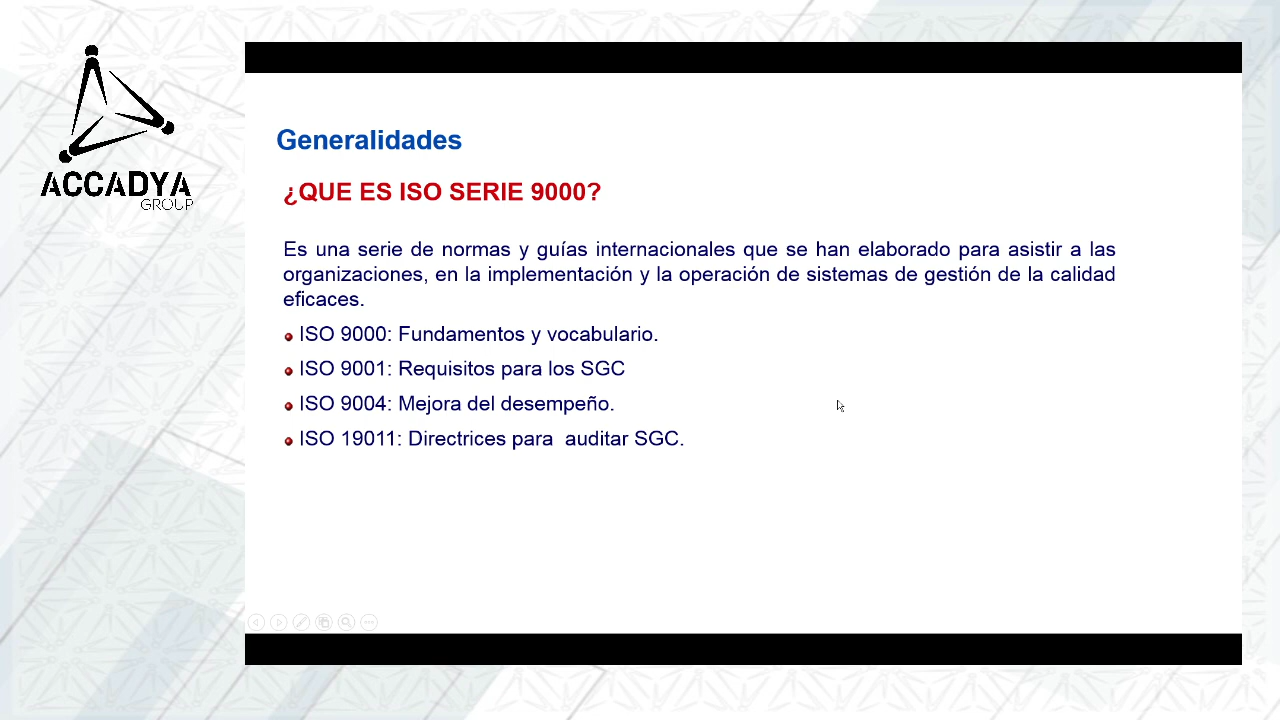 ACCADYA
GROUP
Generalidades
¿QUE ES ISO SERIE 9000?
Es una serie de normas y guías internacionales que se han elaborado para asistir a las
organizaciones, en la implementación y la operación de sistemas de gestión de la calidad
eficaces.
ISO 9000: Fundamentos y vocabulario.
ISO 9001: Requisitos para los SGC
ISO 9004: Mejora del desempeño.
ISO 19011: Directrices para  auditar SGC.